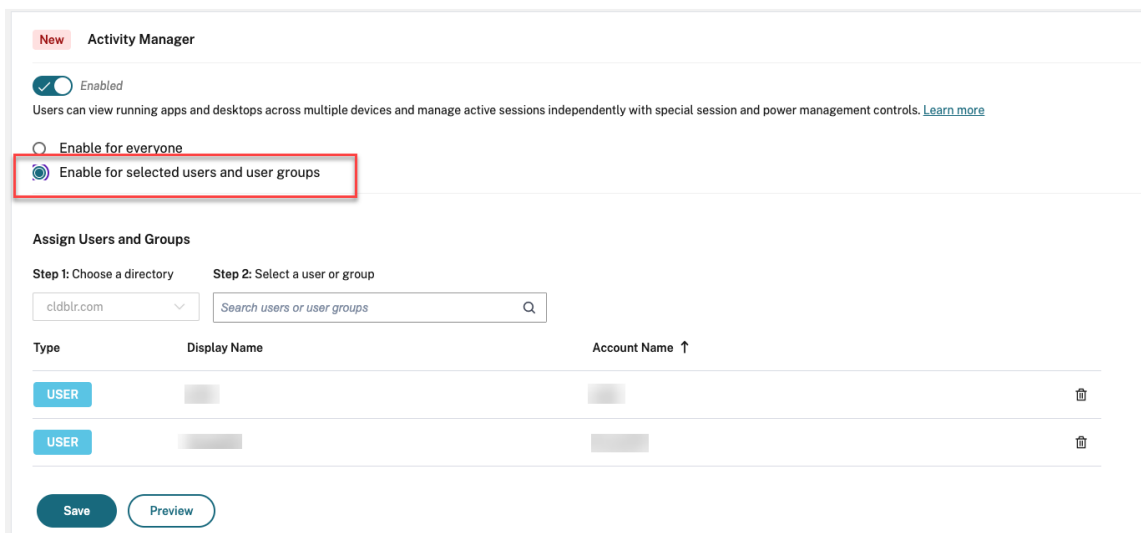 New Activity Manager
Enabled
Users can view running apps and desktops across multiple devices and manage active sessions independently with special session and power management controls. Learn more
Enable for everyone
Enable for selected users and user groups
Assign Users and Groups
Step 1: Choose a directory Step 2: Select a user or group
cldblr.com Search users or user groups
Type Display Name Account Name ↑
USER
USER
Save Preview